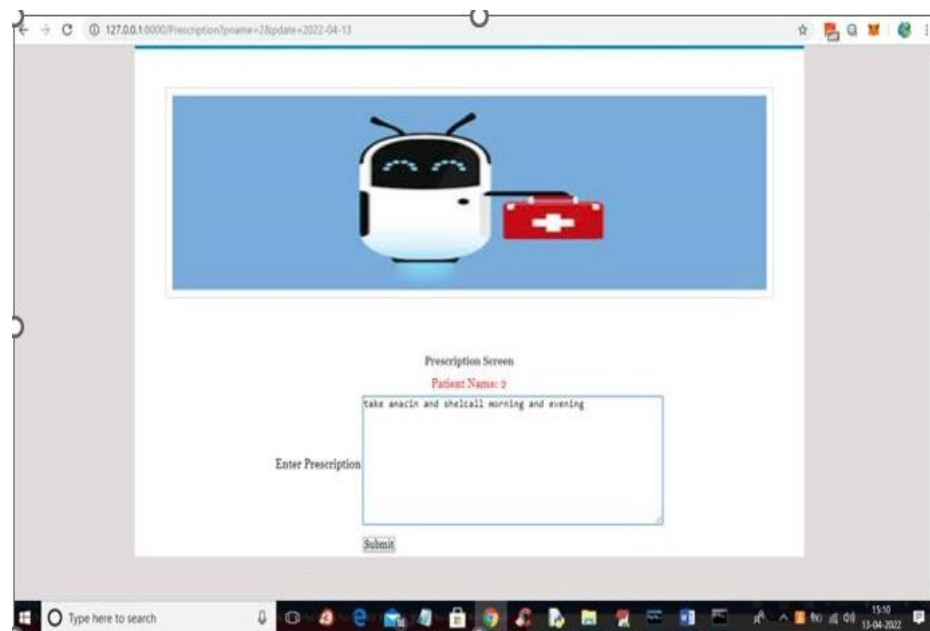 127.0.0.1:8000/Prescription?pname=2&pdate=2022-04-13
Prescription Screen
Patient Name: 2
take anacin and shelcall morning and evening
Enter Prescription
Submit
Type here to search
15:10
13-04-2022